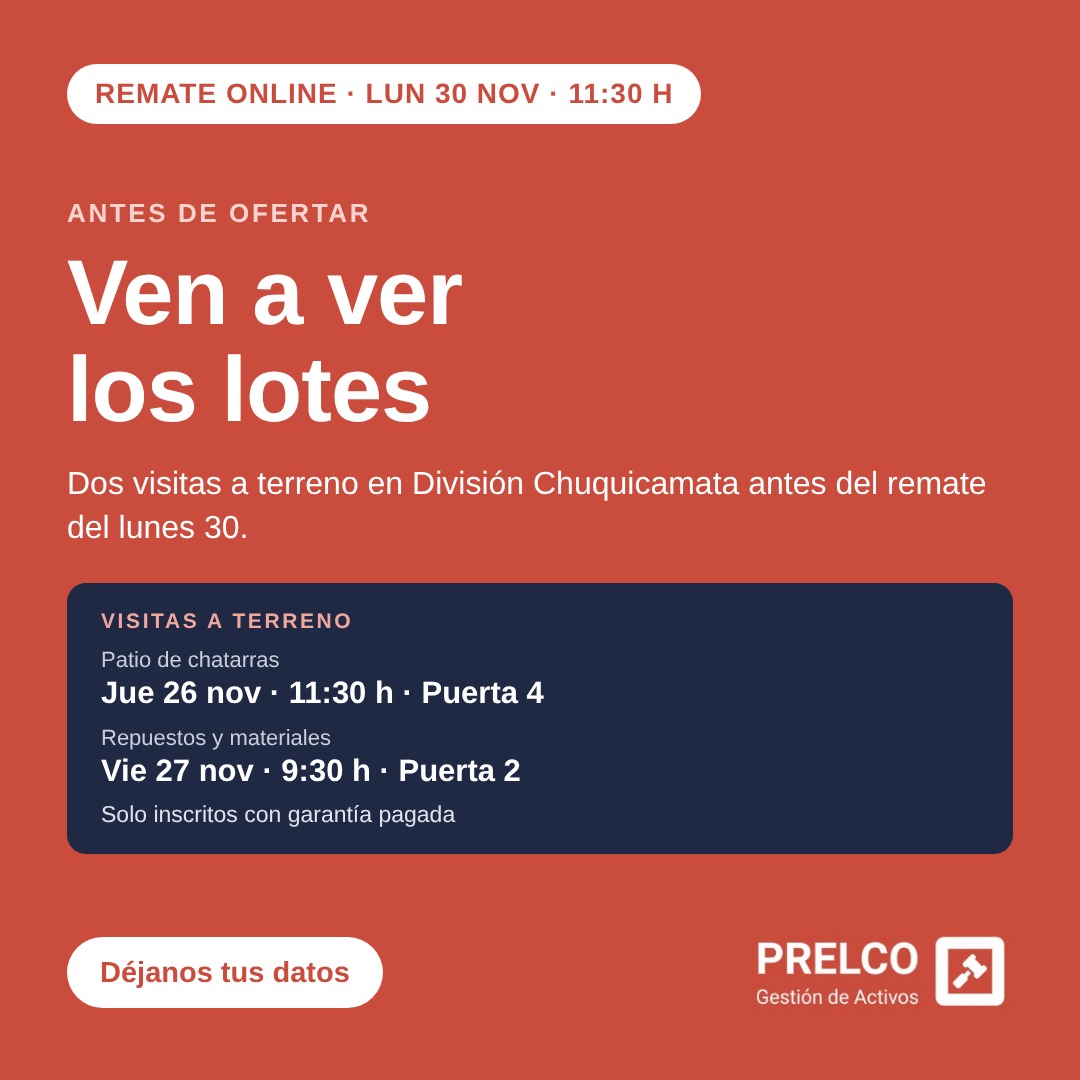 REMATE ONLINE · LUN 30 NOV · 11:30 H
ANTES DE OFERTAR
Ven a ver
los lotes
Dos visitas a terreno en División Chuquicamata antes del remate
del lunes 30.
VISITAS A TERRENO
Patio de chatarras
Jue 26 nov · 11:30 h · Puerta 4
Repuestos y materiales
Vie 27 nov · 9:30 h · Puerta 2
Solo inscritos con garantía pagada
Déjanos tus datos
PRELCO
Gestión de Activos